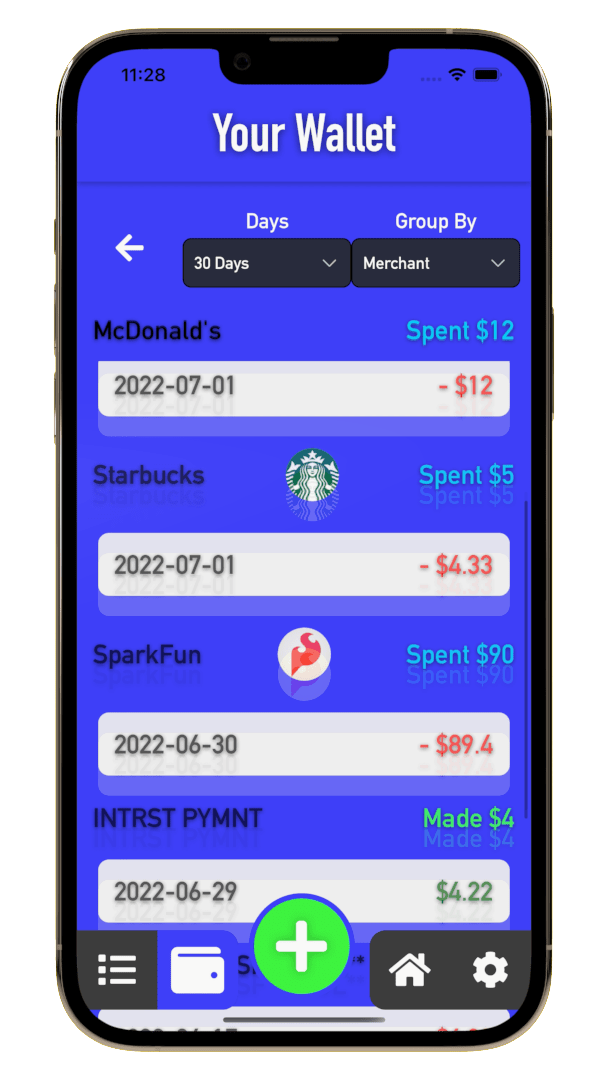 11:28
Your Wallet
Days Group By
30 Days Merchant
McDonald's Spent $12
2022-07-01 - $12
Starbucks Spent $5
2022-07-01 - $4.33
SparkFun Spent $90
2022-06-30 - $89.4
INTRST PYMNT Made $4
2022-06-29 $4.22